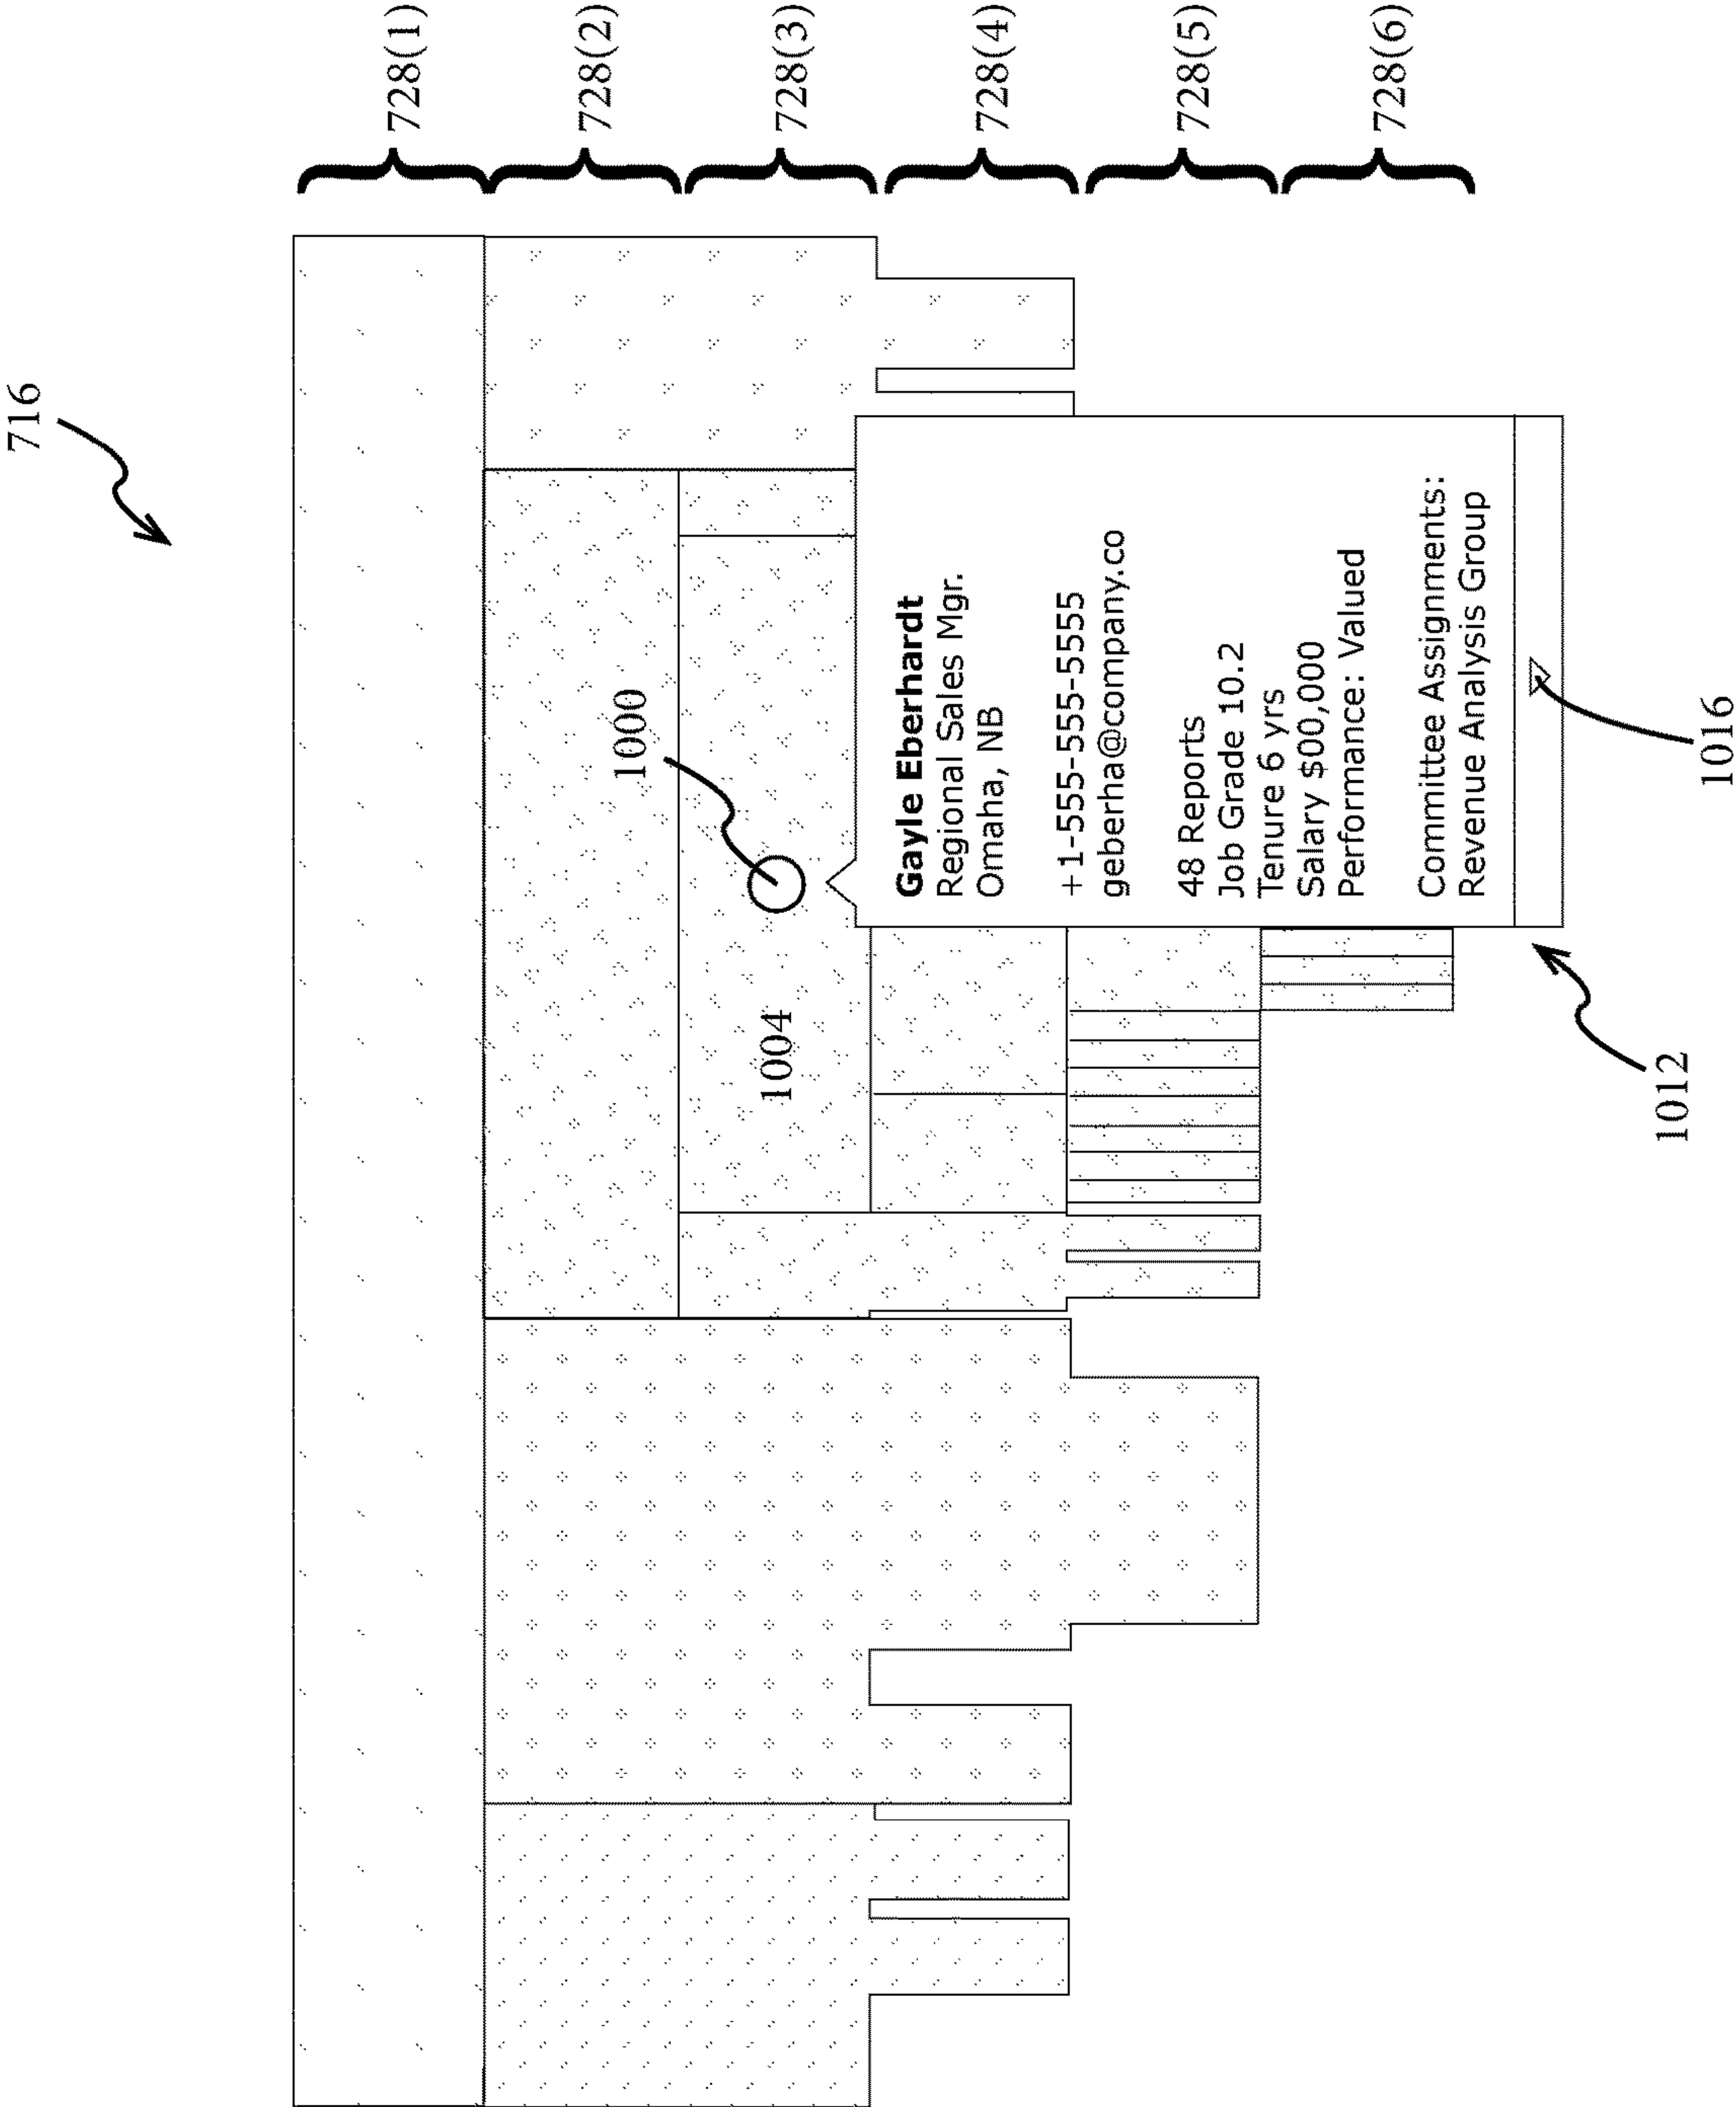 716
728(1)
728(2)
728(3)
728(4)
728(5)
728(6)
1000
1004
Gayle Eberhardt
Regional Sales Mgr.
Omaha, NB
+1-555-555-5555
geberha@company.co
48 Reports
Job Grade 10.2
Tenure 6 yrs
Salary $00,000
Performance: Valued
Committee Assignments:
Revenue Analysis Group
1012
1016